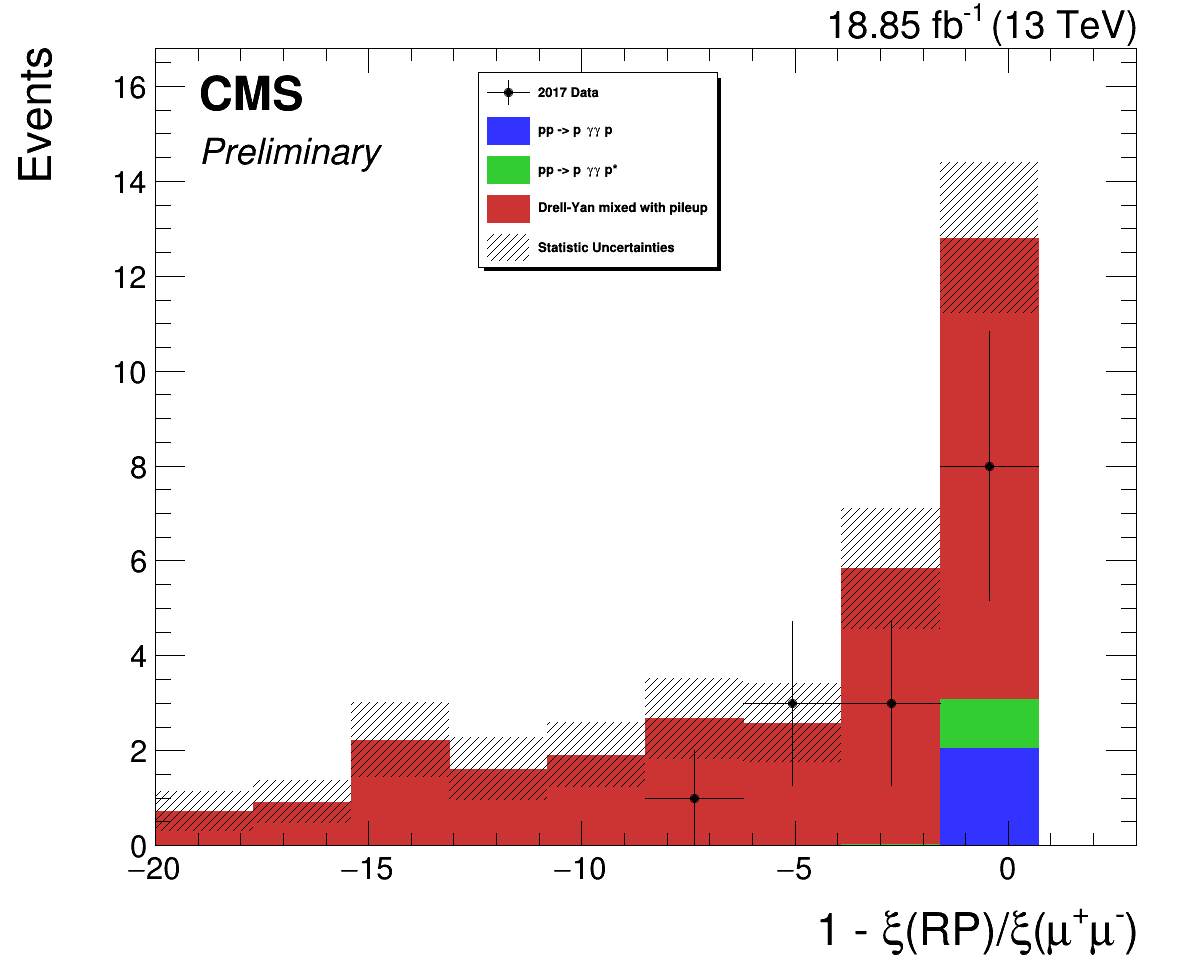 18.85 fb⁻¹ (13 TeV)
Events
CMS
Preliminary
2017 Data
pp -> p γγ p
pp -> p γγ p*
Drell-Yan mixed with pileup
Statistic Uncertainties
16
14
12
10
8
6
4
2
0
−20 −15 −10 −5 0
1 - ξ(RP)/ξ(μ⁺μ⁻)